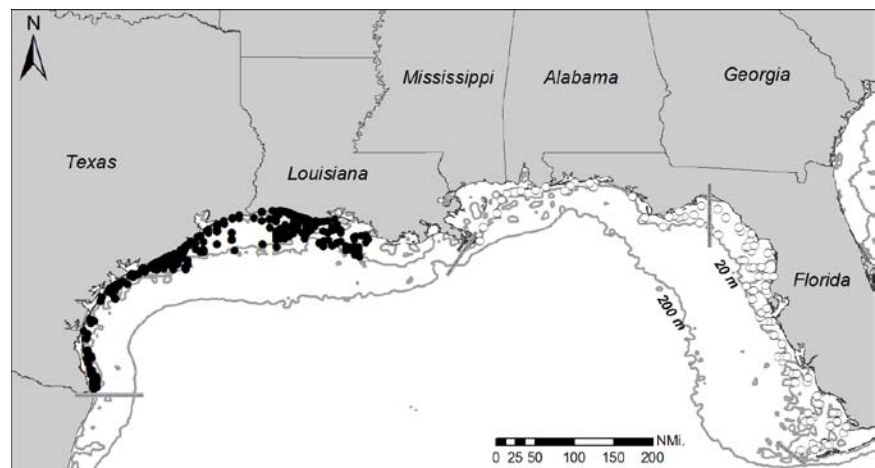 N
Mississippi
Alabama
Georgia
Texas
Louisiana
Florida
20 m
200 m
NMi.
0 25 50 100 150 200